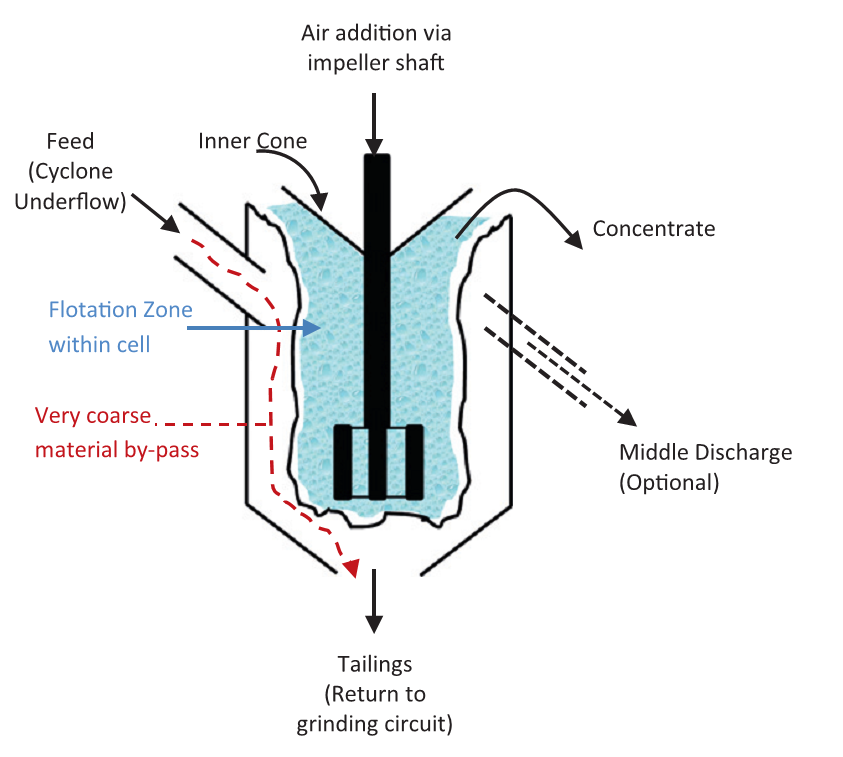 Air addition via
impeller shaft
Feed
(Cyclone
Underflow)
Inner Cone
Concentrate
Flotation Zone
within cell
Very coarse
material by-pass
Middle Discharge
(Optional)
Tailings
(Return to
grinding circuit)